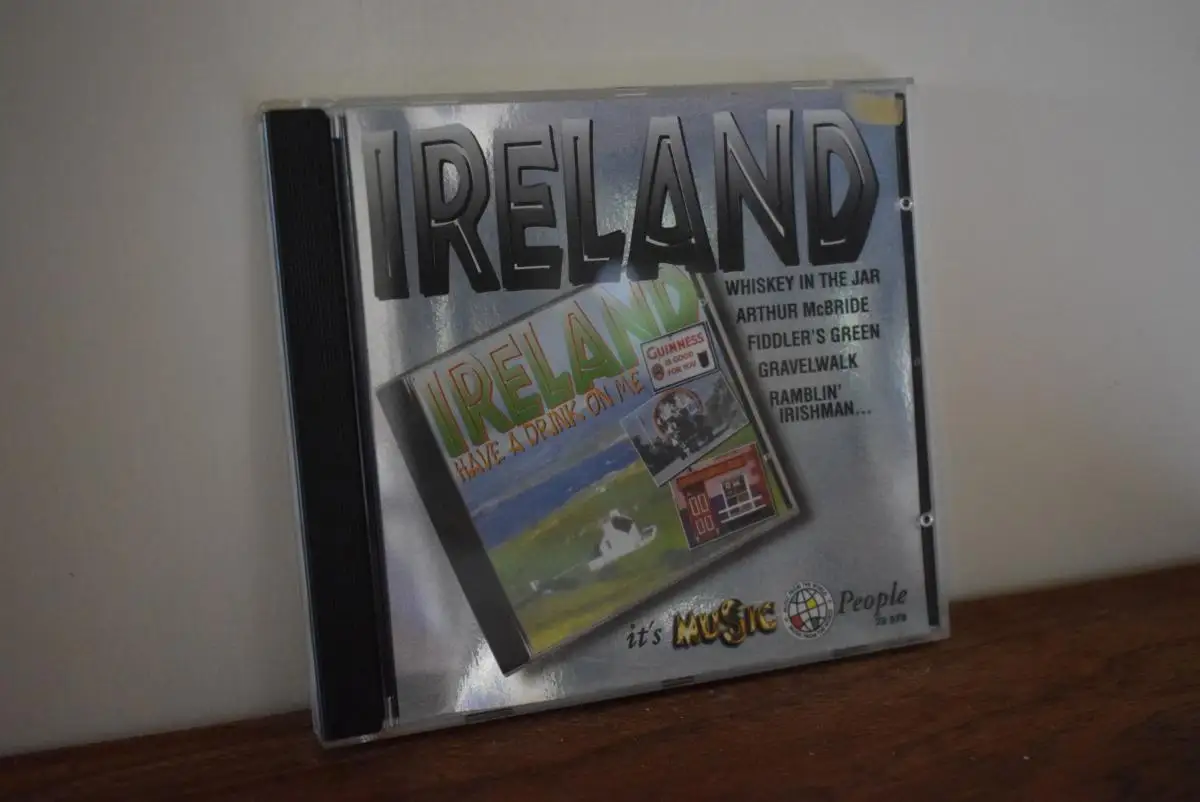 IRELAND
WHISKEY IN THE JAR
ARTHUR McBRIDE
FIDDLER'S GREEN
GRAVELWALK
RAMBLIN'
IRISHMAN...
IRELAND
HAVE A DRINK ON ME
GUINNESS
IS GOOD
FOR YOU
it's MUSIC People